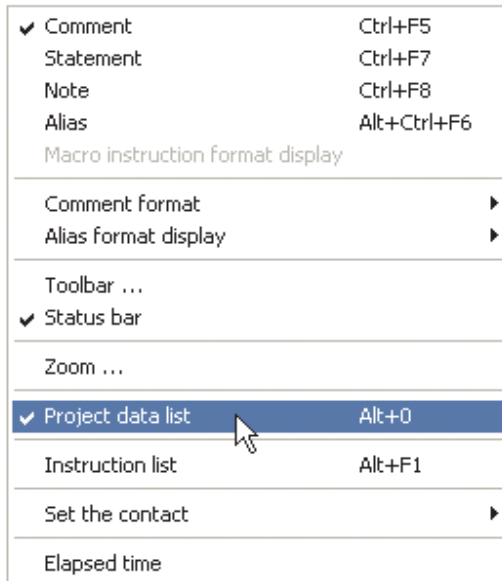 Comment Ctrl+F5
Statement Ctrl+F7
Note Ctrl+F8
Alias Alt+Ctrl+F6
Macro instruction format display
Comment format
Alias format display
Toolbar ...
Status bar
Zoom ...
Project data list Alt+0
Instruction list Alt+F1
Set the contact
Elapsed time